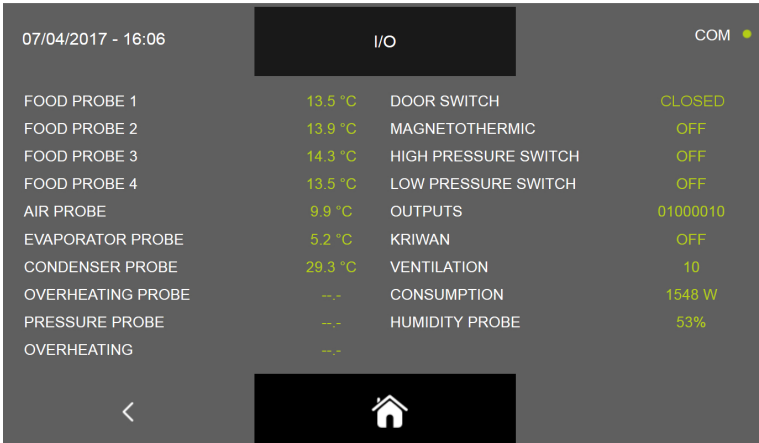 07/04/2017 - 16:06 I/O COM
FOOD PROBE 1 13.5 °C DOOR SWITCH CLOSED
FOOD PROBE 2 13.9 °C MAGNETOTHERMIC OFF
FOOD PROBE 3 14.3 °C HIGH PRESSURE SWITCH OFF
FOOD PROBE 4 13.5 °C LOW PRESSURE SWITCH OFF
AIR PROBE 9.9 °C OUTPUTS 01000010
EVAPORATOR PROBE 5.2 °C KRIWAN OFF
CONDENSER PROBE 29.3 °C VENTILATION 10
OVERHEATING PROBE --.- CONSUMPTION 1548 W
PRESSURE PROBE --.- HUMIDITY PROBE 53%
OVERHEATING --.-